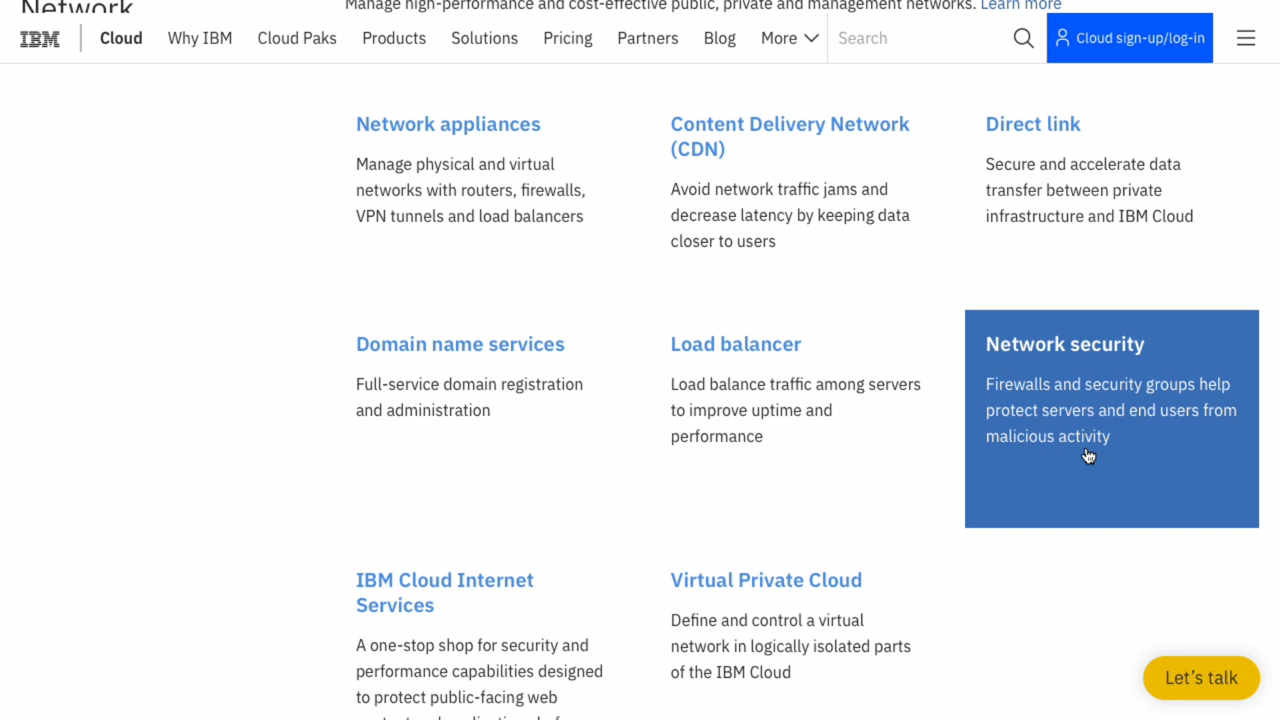 Network
Manage high-performance and cost-effective public, private and management networks. Learn more
IBM Cloud Why IBM Cloud Paks Products Solutions Pricing Partners Blog More Search Cloud sign-up/log-in
Network appliances
Manage physical and virtual
networks with routers, firewalls,
VPN tunnels and load balancers
Content Delivery Network
(CDN)
Avoid network traffic jams and
decrease latency by keeping data
closer to users
Direct link
Secure and accelerate data
transfer between private
infrastructure and IBM Cloud
Domain name services
Full-service domain registration
and administration
Load balancer
Load balance traffic among servers
to improve uptime and
performance
Network security
Firewalls and security groups help
protect servers and end users from
malicious activity
IBM Cloud Internet
Services
A one-stop shop for security and
performance capabilities designed
to protect public-facing web
Virtual Private Cloud
Define and control a virtual
network in logically isolated parts
of the IBM Cloud
Let's talk